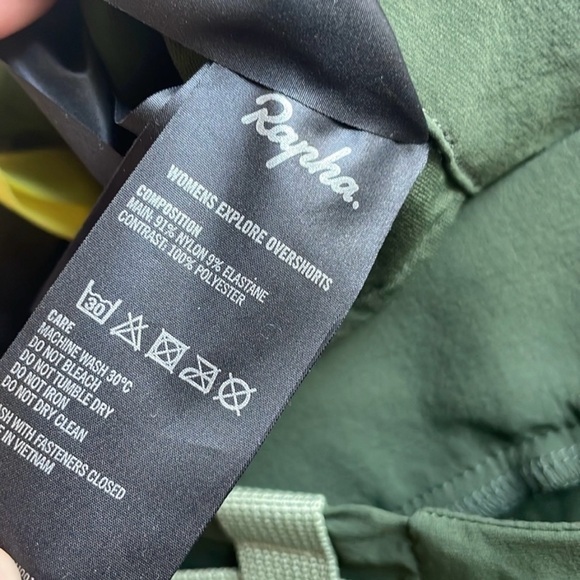 Rapha.
WOMENS EXPLORE OVERSHORTS
COMPOSITION
MAIN: 91% NYLON 9% ELASTANE
CONTRAST: 100% POLYESTER
30
CARE
MACHINE WASH 30°C
DO NOT BLEACH
DO NOT TUMBLE DRY
DO NOT IRON
DO NOT DRY CLEAN
WITH FASTENERS CLOSED
IN VIETNAM